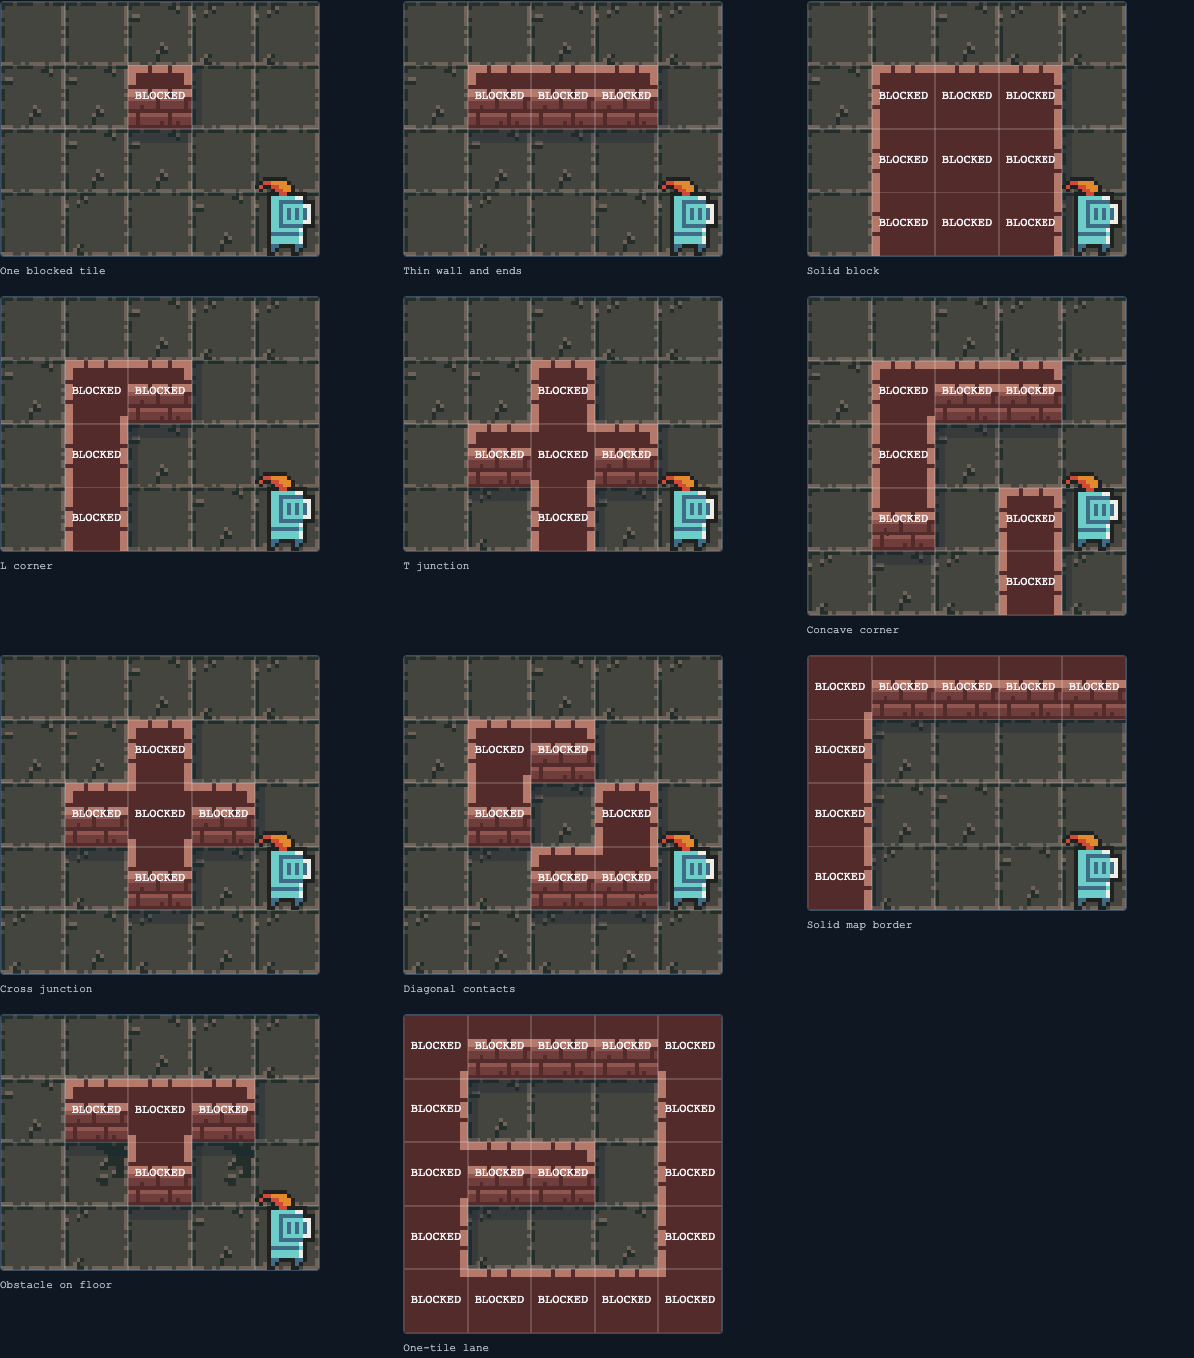 BLOCKED
BLOCKED BLOCKED BLOCKED
BLOCKED BLOCKED BLOCKED
BLOCKED BLOCKED BLOCKED
BLOCKED BLOCKED BLOCKED
One blocked tile
Thin wall and ends
Solid block
BLOCKED BLOCKED
BLOCKED
BLOCKED
L corner
BLOCKED
BLOCKED BLOCKED BLOCKED
BLOCKED
T junction
BLOCKED BLOCKED BLOCKED
BLOCKED
BLOCKED BLOCKED
BLOCKED
Concave corner
BLOCKED
BLOCKED BLOCKED BLOCKED
BLOCKED
Cross junction
BLOCKED BLOCKED
BLOCKED BLOCKED
BLOCKED BLOCKED
Diagonal contacts
BLOCKED BLOCKED BLOCKED BLOCKED BLOCKED
BLOCKED
BLOCKED
BLOCKED
Solid map border
BLOCKED BLOCKED BLOCKED
BLOCKED
Obstacle on floor
BLOCKED BLOCKED BLOCKED BLOCKED BLOCKED
BLOCKED BLOCKED
BLOCKED BLOCKED BLOCKED BLOCKED
BLOCKED BLOCKED
BLOCKED BLOCKED BLOCKED BLOCKED BLOCKED
One-tile lane